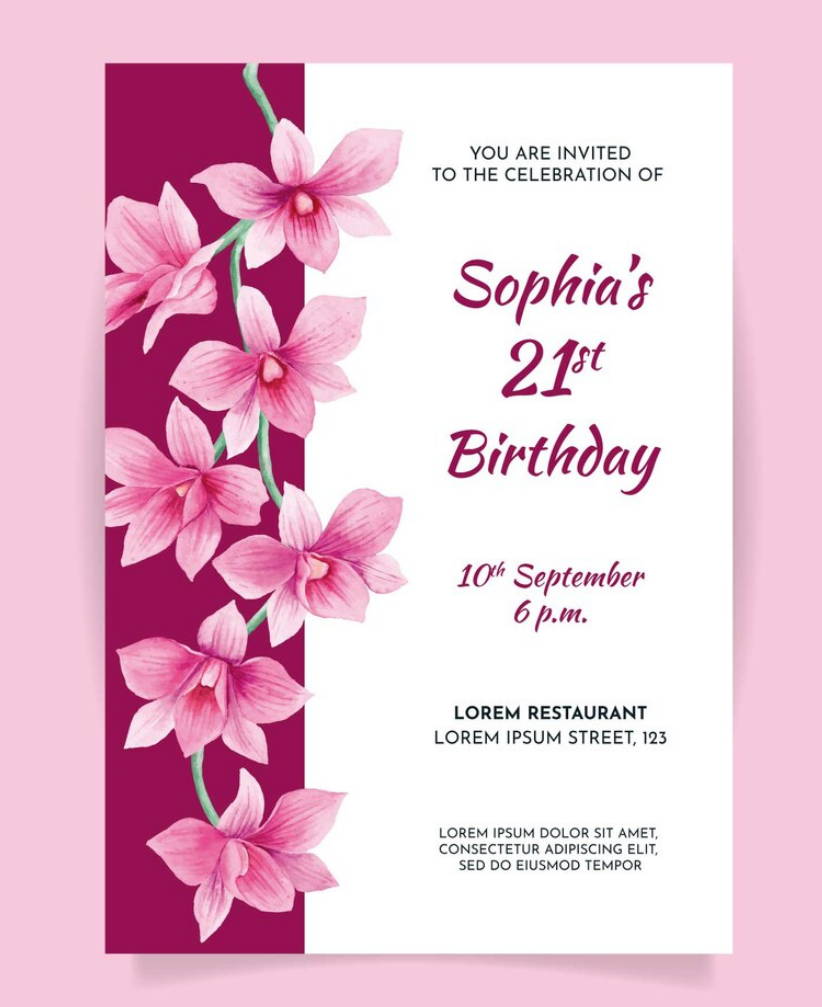 YOU ARE INVITED
TO THE CELEBRATION OF
Sophia's
21st
Birthday
10th September
6 p.m.
LOREM RESTAURANT
LOREM IPSUM STREET, 123
LOREM IPSUM DOLOR SIT AMET,
CONSECTETUR ADIPISCING ELIT,
SED DO EIUSMOD TEMPOR